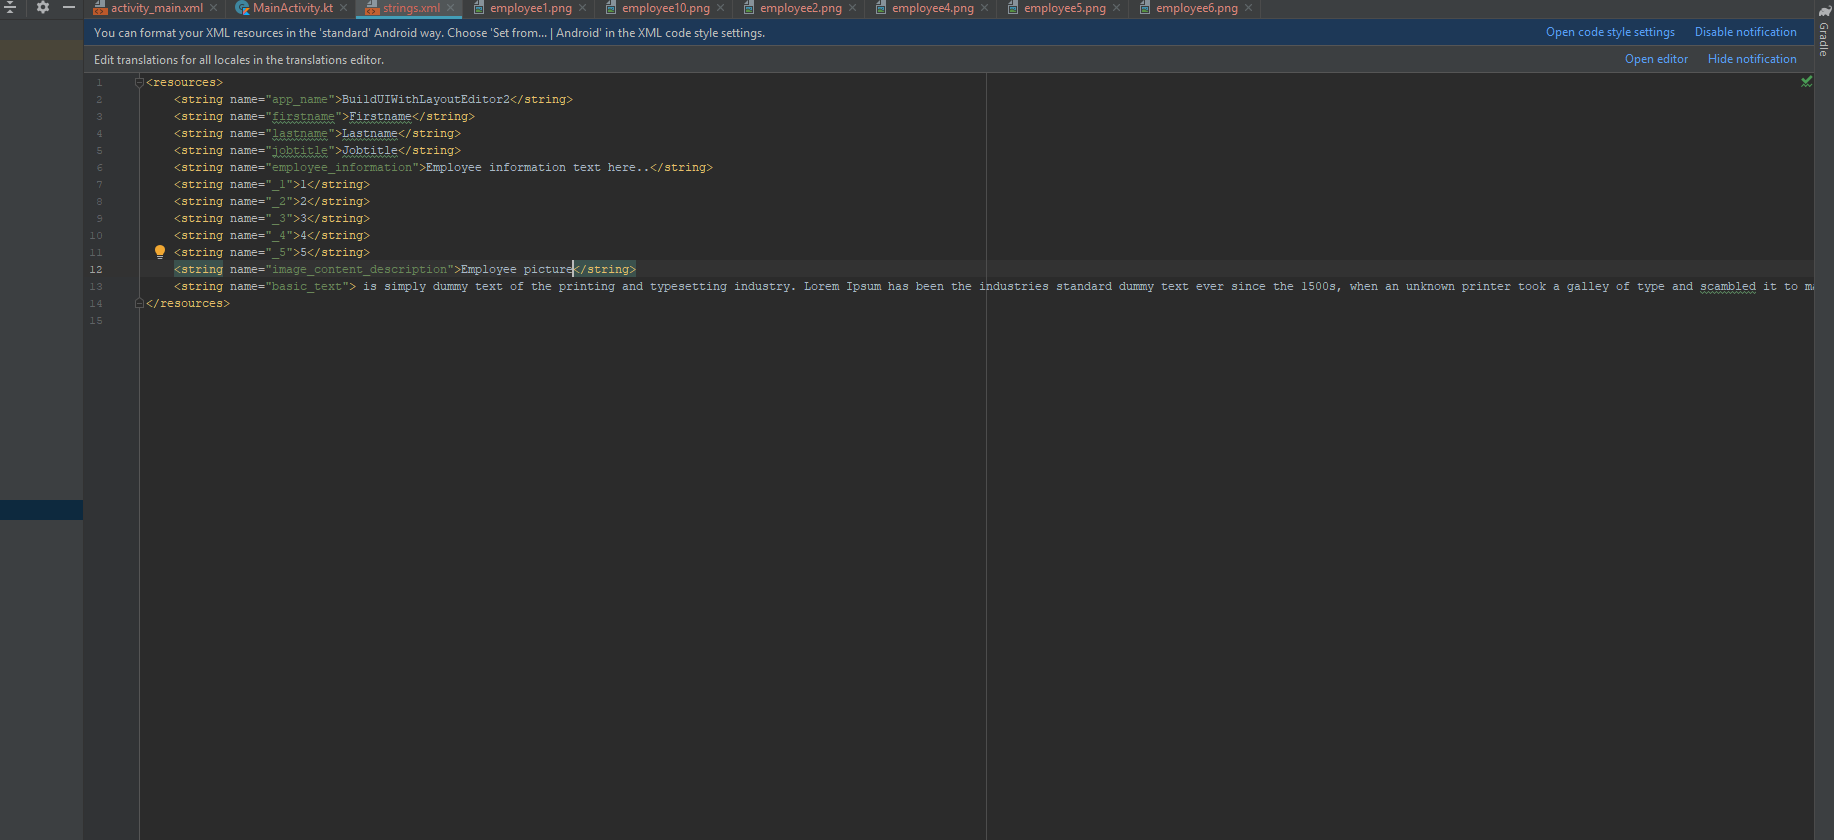 activity_main.xml MainActivity.kt strings.xml employee1.png employee10.png employee2.png employee4.png employee5.png employee6.png
You can format your XML resources in the 'standard' Android way. Choose 'Set from... | Android' in the XML code style settings. Open code style settings Disable notification
Edit translations for all locales in the translations editor. Open editor Hide notification
1 <resources>
2 <string name="app_name">BuildUIWithLayoutEditor2</string>
3 <string name="firstname">Firstname</string>
4 <string name="lastname">Lastname</string>
5 <string name="jobtitle">Jobtitle</string>
6 <string name="employee_information">Employee information text here..</string>
7 <string name="_1">1</string>
8 <string name="_2">2</string>
9 <string name="_3">3</string>
10 <string name="_4">4</string>
11 <string name="_5">5</string>
12 <string name="image_content_description">Employee picture</string>
13 <string name="basic_text"> is simply dummy text of the printing and typesetting industry. Lorem Ipsum has been the industries standard dummy text ever since the 1500s, when an unknown printer took a galley of type and scambled it to ma
14 </resources>
15
Gradle